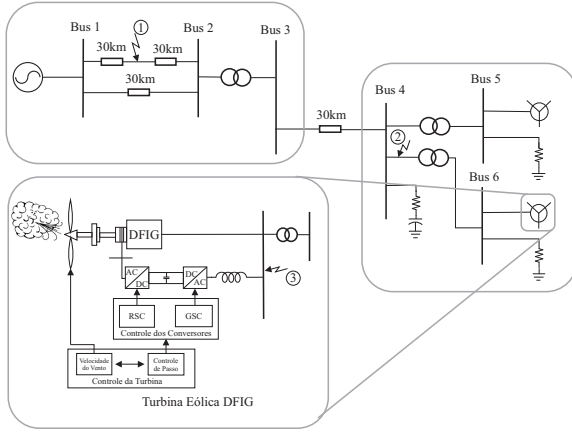 Bus 1
Bus 2
Bus 3
1
30km
30km
30km
30km
Bus 4
Bus 5
2
Bus 6
DFIG
AC
DC
DC
AC
3
RSC
GSC
Controle dos Conversores
Velocidade
do Vento
Controle
de Passo
Controle da Turbina
Turbina Eólica DFIG